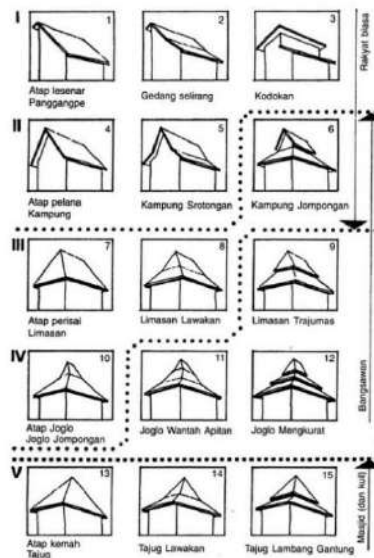 I
1
2
3
Atap lesenar
Panggangpe
Gedang selirang
Kodokan
Rakyat biasa
II
4
5
6
Atap pelana
Kampung
Kampung Srotongan
Kampung Jompongan
III
7
8
9
Atap perisai
Limasan
Limasan Lawakan
Limasan Trajumas
Bangsawan
IV
10
11
12
Atap Joglo
Joglo Jompongan
Joglo Wantah Apitan
Joglo Mangkurat
V
13
14
15
Atap kemah
Tajug
Tajug Lawakan
Tajug Lambang Gantung
Masjid (dan kuil)